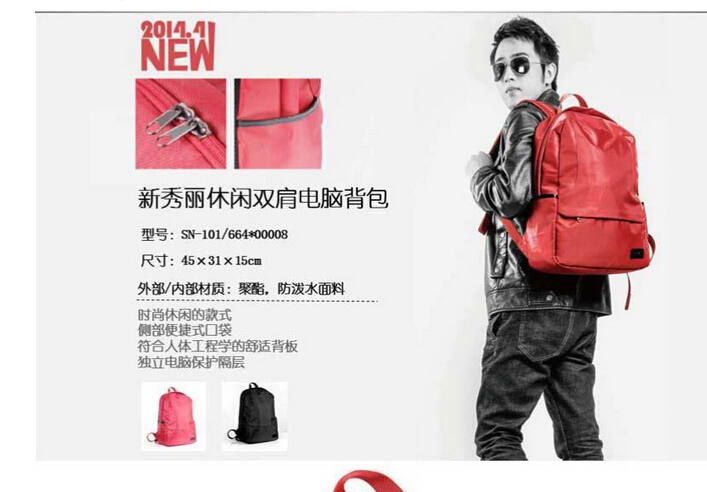 2014.4
NEW
新秀丽休闲双肩电脑背包
型号：SN-101/664*00008
尺寸：45×31×15cm
外部/内部材质：聚酯，防泼水面料
时尚休闲的款式
侧部便捷式口袋
符合人体工程学的舒适背板
独立电脑保护隔层